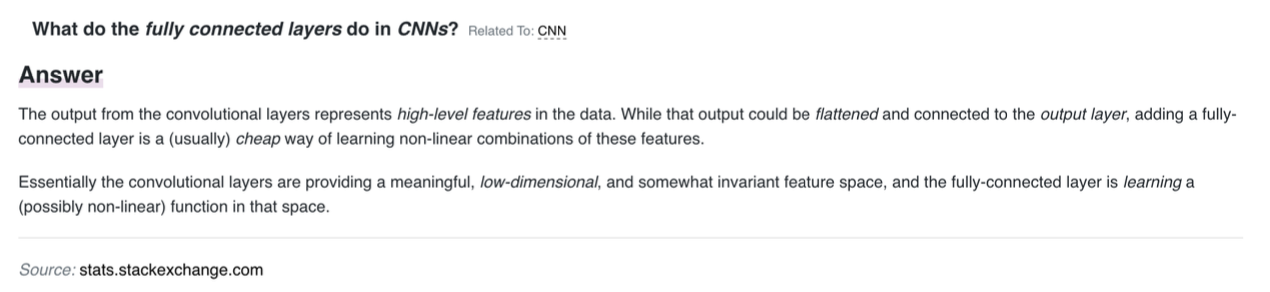 What do the fully connected layers do in CNNs? Related To: CNN
Answer
The output from the convolutional layers represents high-level features in the data. While that output could be flattened and connected to the output layer, adding a fully-
connected layer is a (usually) cheap way of learning non-linear combinations of these features.
Essentially the convolutional layers are providing a meaningful, low-dimensional, and somewhat invariant feature space, and the fully-connected layer is learning a
(possibly non-linear) function in that space.
Source: stats.stackexchange.com